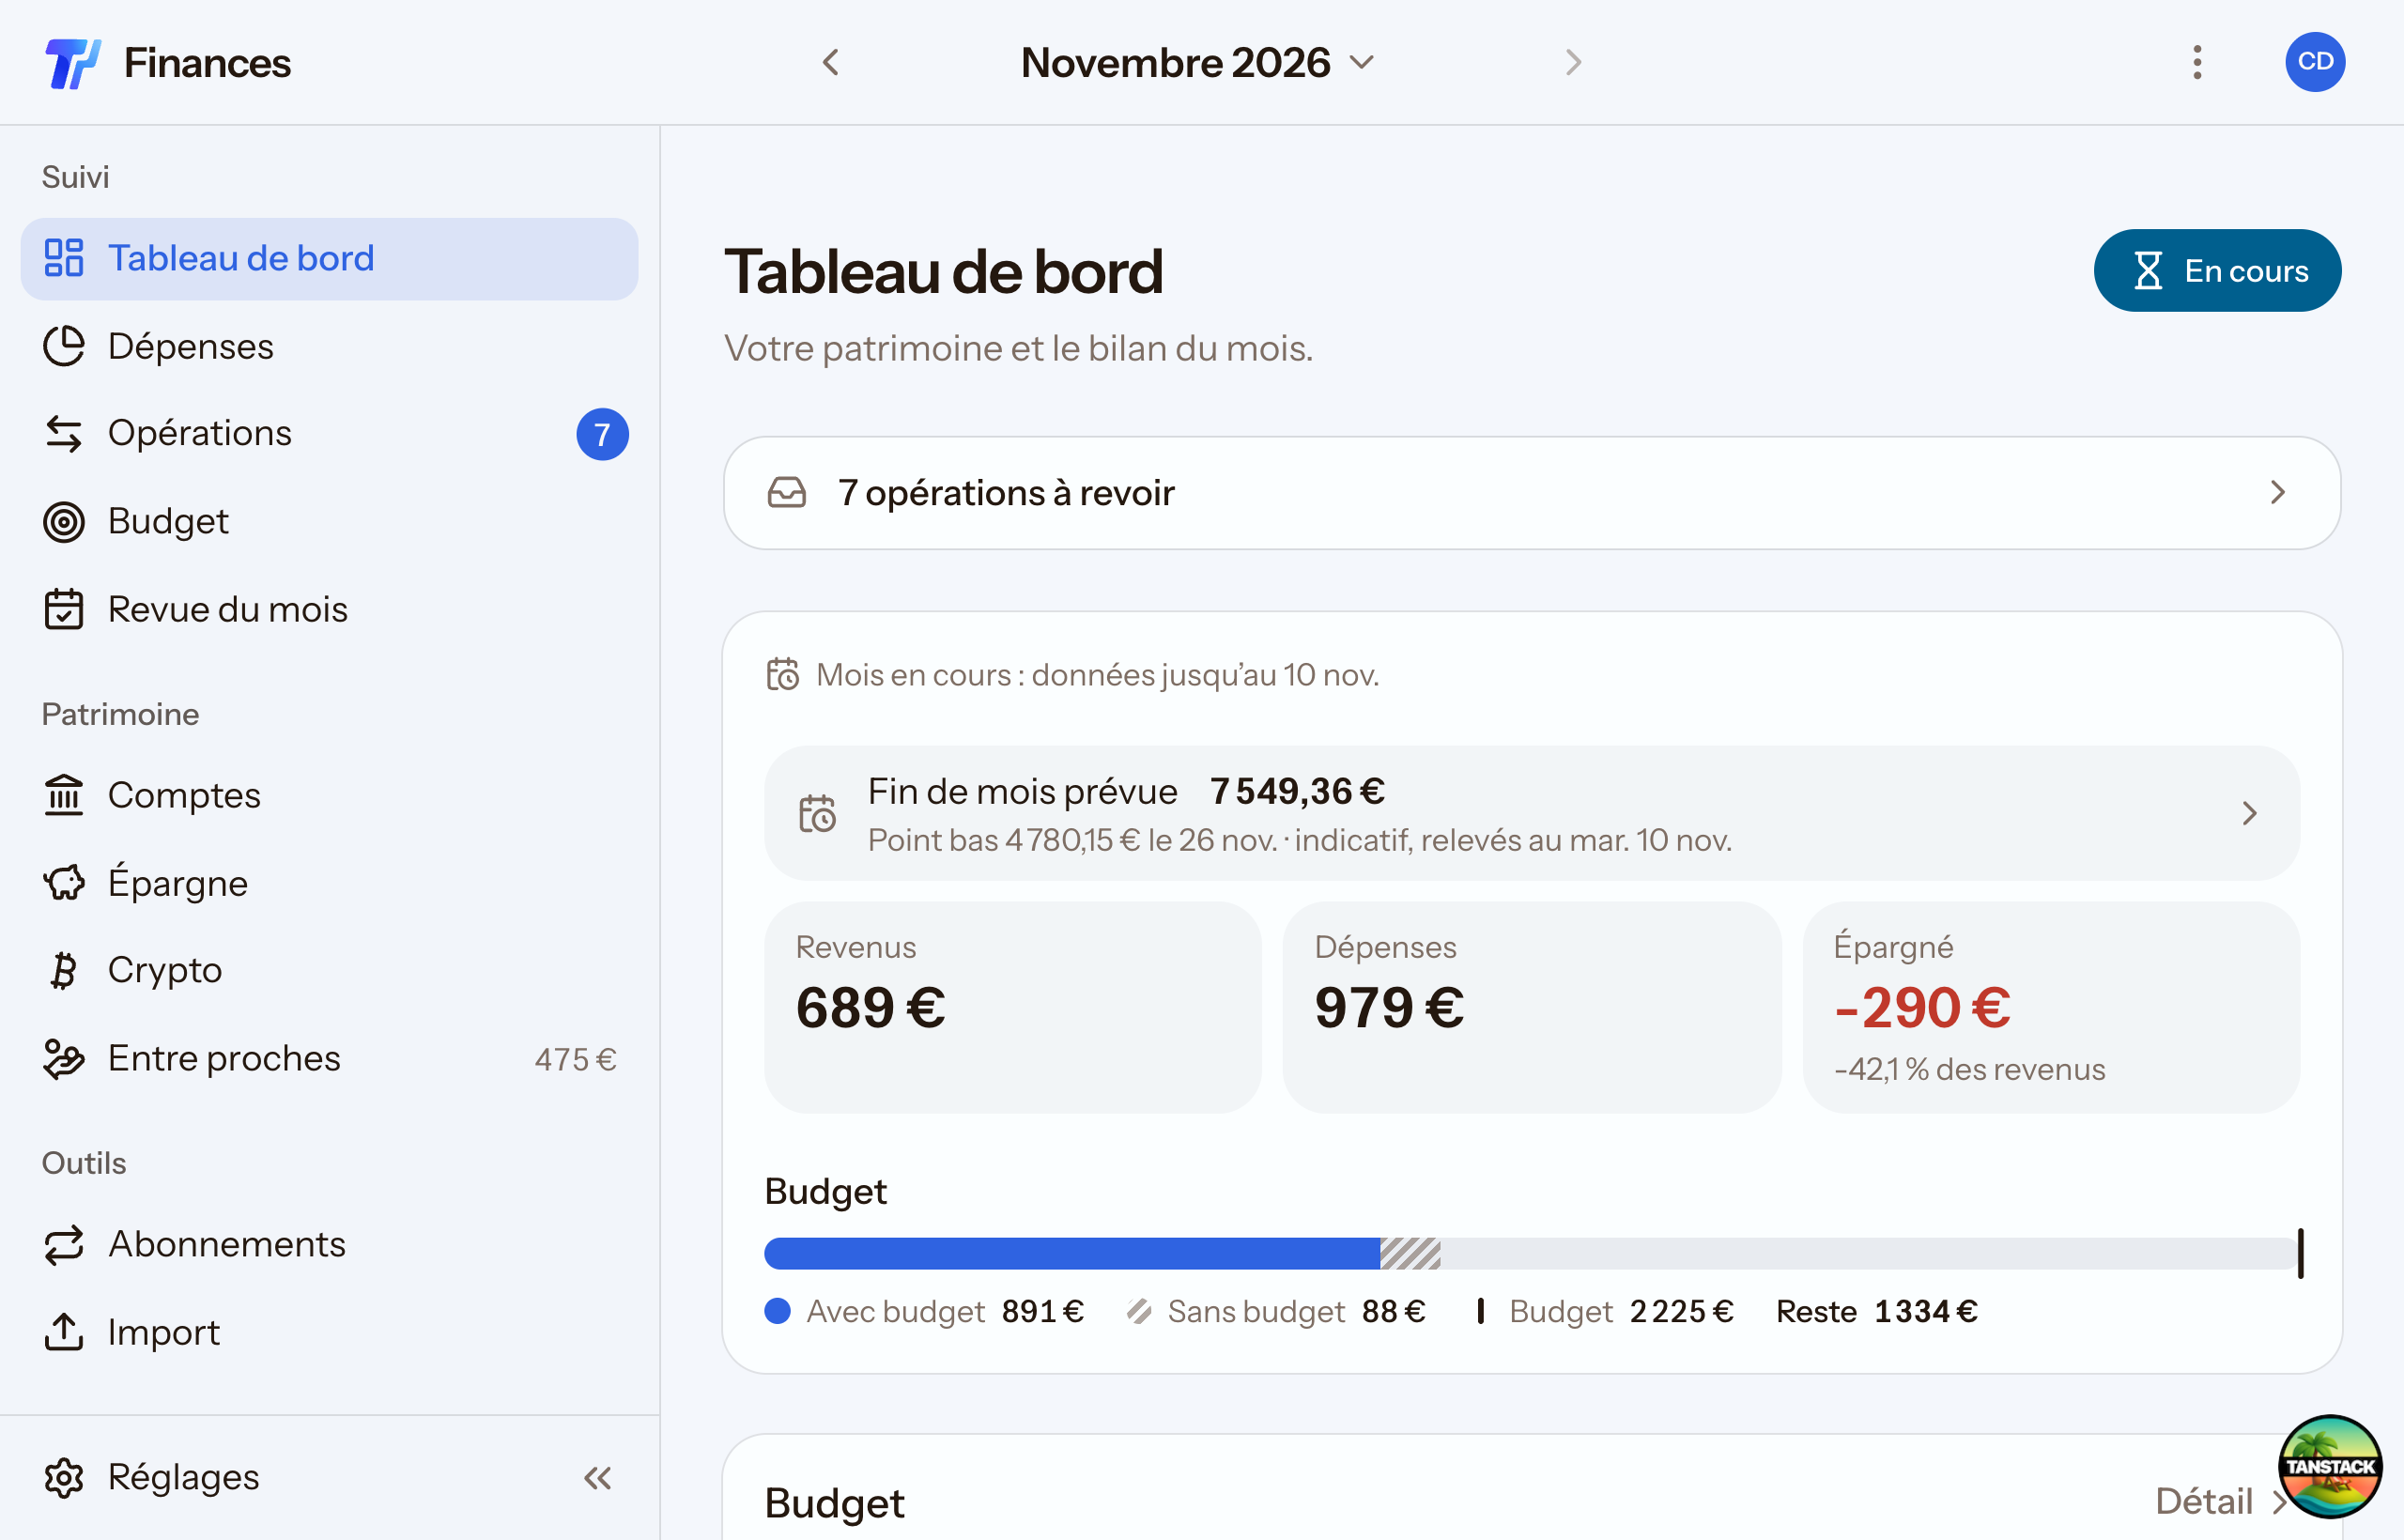 Finances
Novembre 2026
CD
Suivi
Tableau de bord
Dépenses
Opérations 7
Budget
Revue du mois
Patrimoine
Comptes
Épargne
Crypto
Entre proches 475 €
Outils
Abonnements
Import
Réglages
Tableau de bord
En cours
Votre patrimoine et le bilan du mois.
7 opérations à revoir
Mois en cours : données jusqu’au 10 nov.
Fin de mois prévue 7 549,36 €
Point bas 4 780,15 € le 26 nov. · indicatif, relevés au mar. 10 nov.
Revenus
689 €
Dépenses
979 €
Épargné
-290 €
-42,1 % des revenus
Budget
Avec budget 891 € Sans budget 88 € Budget 2 225 € Reste 1 334 €
Budget
Détail
TANSTACK